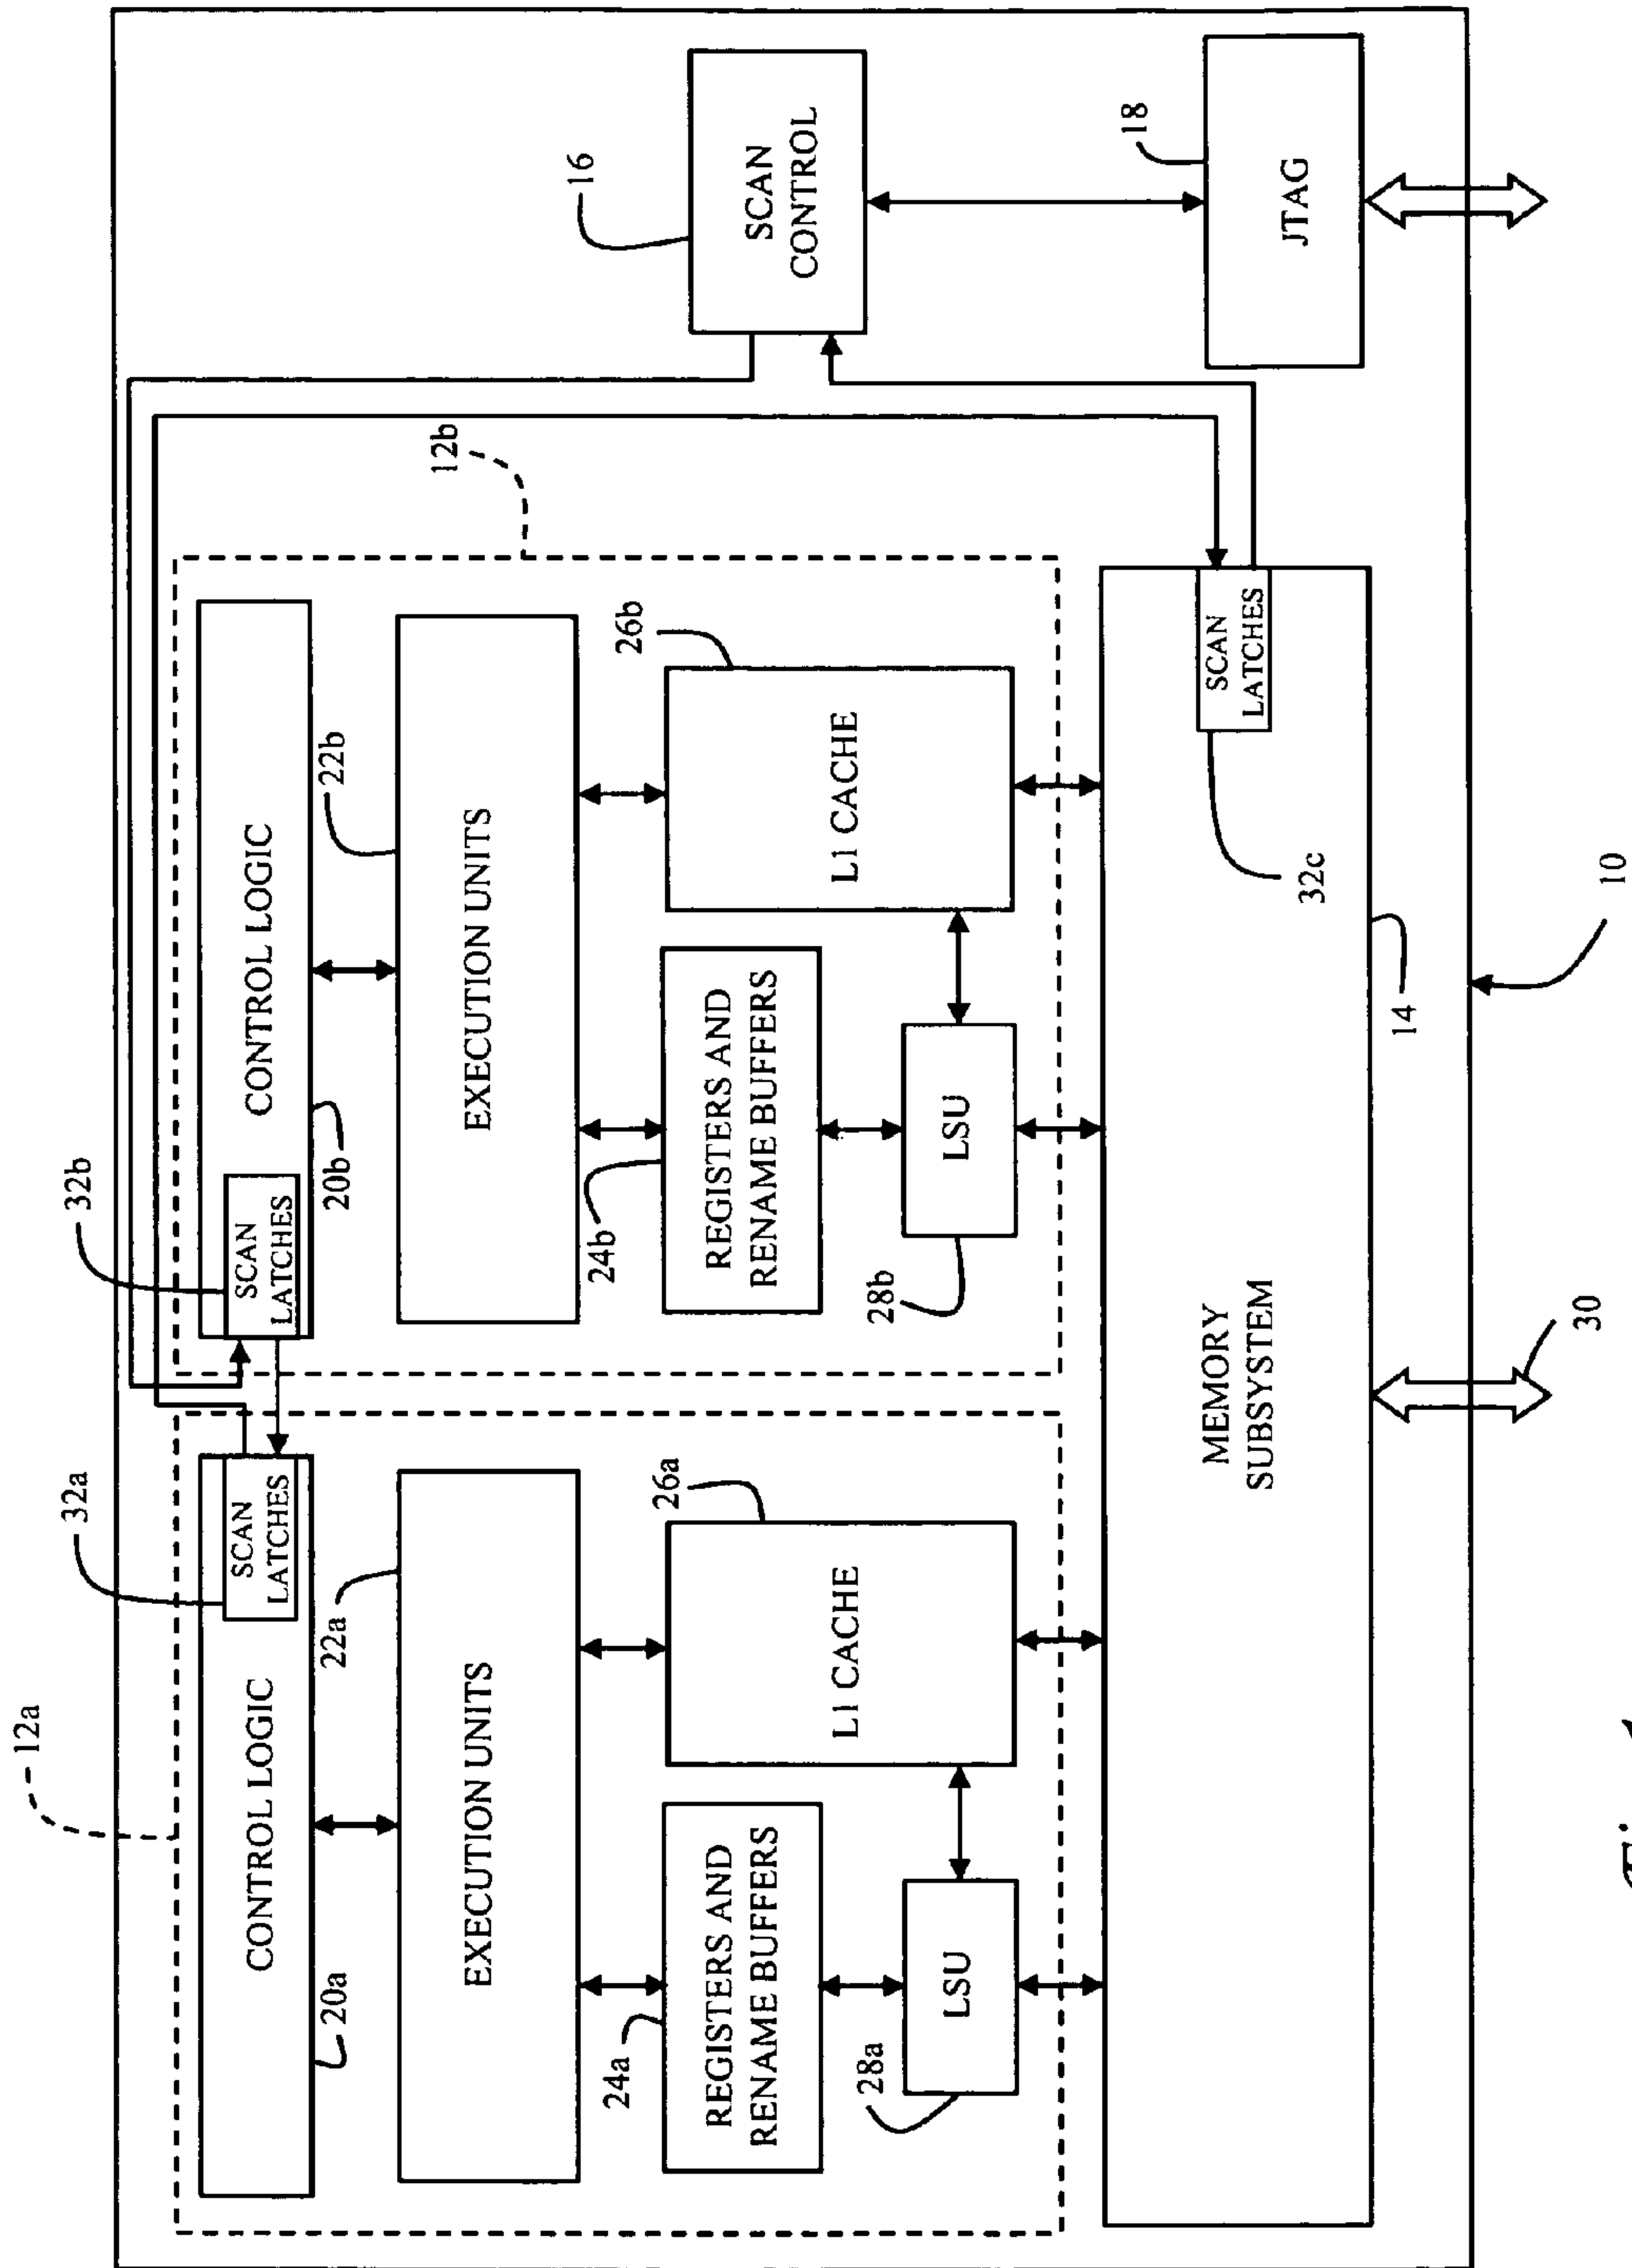 12a
32a
32b
20a
CONTROL LOGIC
SCAN
LATCHES
SCAN
LATCHES
CONTROL LOGIC
20b
22a
EXECUTION UNITS
22b
EXECUTION UNITS
12b
16
SCAN
CONTROL
24a
REGISTERS AND
RENAME BUFFERS
26a
L1 CACHE
24b
REGISTERS AND
RENAME BUFFERS
26b
L1 CACHE
28a
LSU
28b
LSU
18
JTAG
MEMORY
SUBSYSTEM
SCAN
LATCHES
32c
14
30
10
Fig. 1